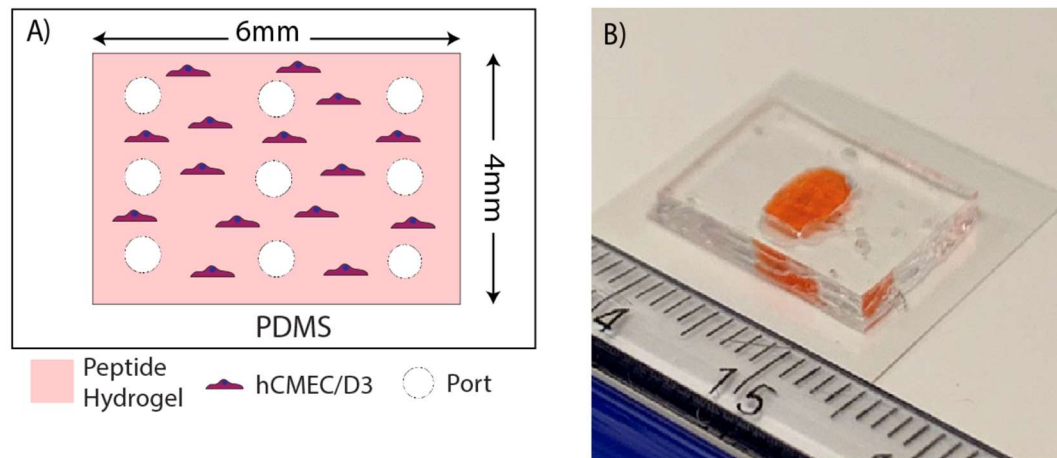 A)
6mm
4mm
PDMS
Peptide
Hydrogel
hCMEC/D3
Port
B)
4
15